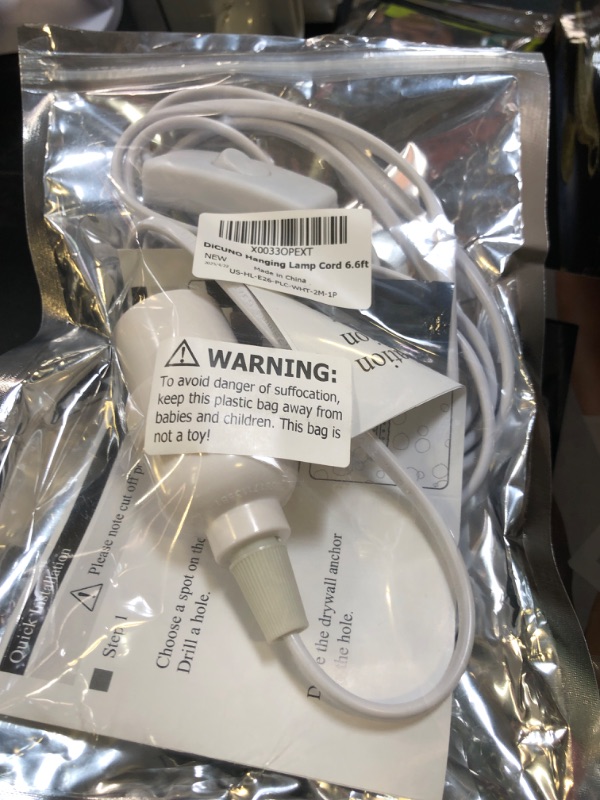 X0033OPEXT
DICUNO Hanging Lamp Cord 6.6ft
NEW
Made in China
US-HL-E26-PLC-WHT-2M-1P
tion
on
WARNING:
To avoid danger of suffocation,
keep this plastic bag away from
babies and children. This bag is
not a toy!
Quick Installation
Please note cut off p
Step 1
Choose a spot on the
Drill a hole.
e the drywall anchor
the hole.